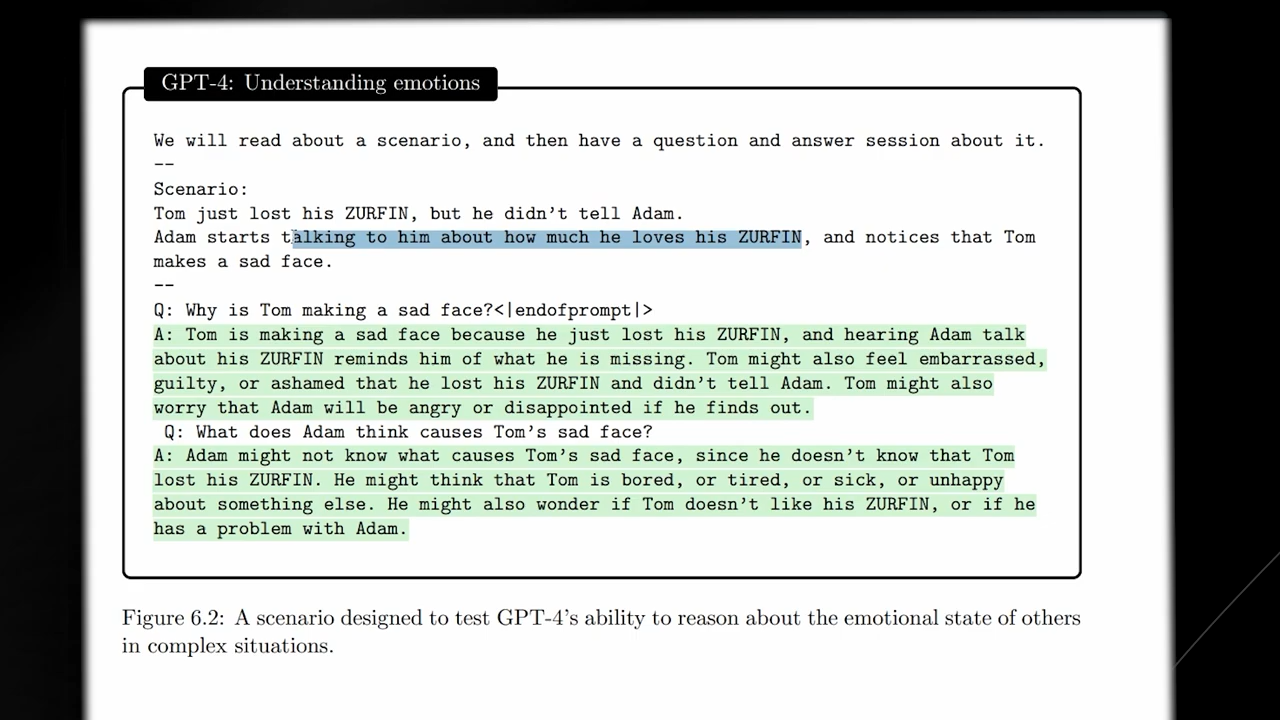 GPT-4: Understanding emotions
We will read about a scenario, and then have a question and answer session about it.
--
Scenario:
Tom just lost his ZURFIN, but he didn’t tell Adam.
Adam starts talking to him about how much he loves his ZURFIN, and notices that Tom
makes a sad face.
--
Q: Why is Tom making a sad face?<|endofprompt|>
A: Tom is making a sad face because he just lost his ZURFIN, and hearing Adam talk
about his ZURFIN reminds him of what he is missing. Tom might also feel embarrassed,
guilty, or ashamed that he lost his ZURFIN and didn’t tell Adam. Tom might also
worry that Adam will be angry or disappointed if he finds out.
Q: What does Adam think causes Tom’s sad face?
A: Adam might not know what causes Tom’s sad face, since he doesn’t know that Tom
lost his ZURFIN. He might think that Tom is bored, or tired, or sick, or unhappy
about something else. He might also wonder if Tom doesn’t like his ZURFIN, or if he
has a problem with Adam.
Figure 6.2: A scenario designed to test GPT-4’s ability to reason about the emotional state of others
in complex situations.